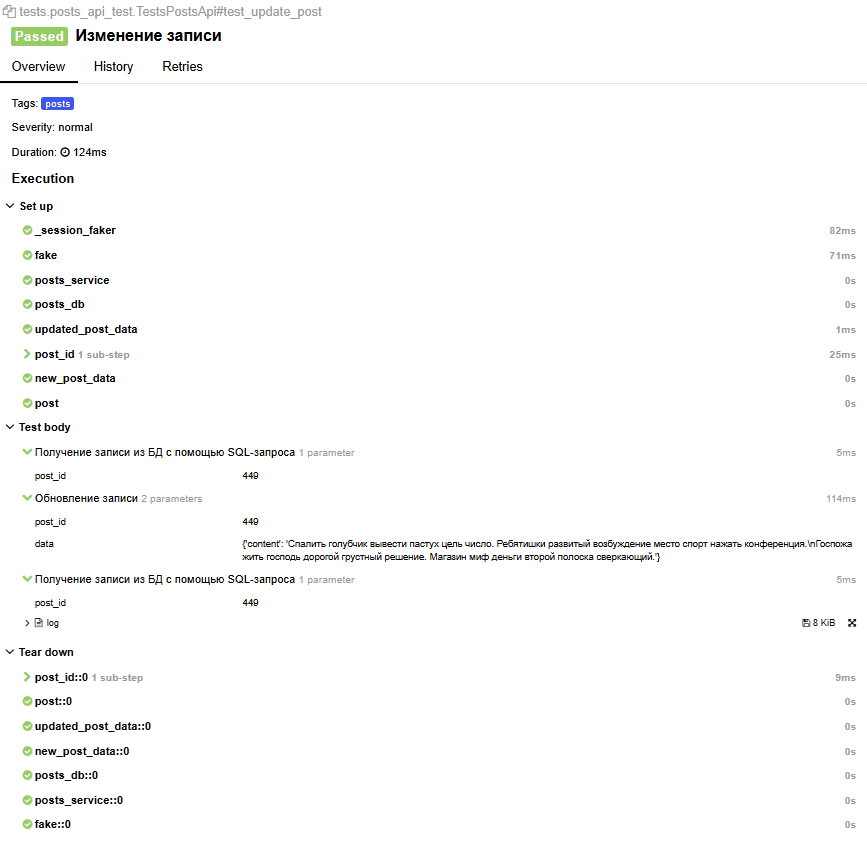 tests.posts_api_test.TestsPostsApi#test_update_post
Passed Изменение записи
Overview History Retries
Tags: posts
Severity: normal
Duration: 124ms
Execution
Set up
_session_faker 82ms
fake 71ms
posts_service 0s
posts_db 0s
updated_post_data 1ms
post_id 1 sub-step 25ms
new_post_data 0s
post 0s
Test body
Получение записи из БД с помощью SQL-запроса 1 parameter 5ms
post_id 449
Обновление записи 2 parameters 114ms
post_id 449
data {'content': 'Спалить голубчик вывести пастух цель число. Ребятишки развитый возбуждение место спорт нажать конференция.\nГоспожа
жить господь дорогой грустный решение. Магазин миф деньги второй полоска сверкающий.'}
Получение записи из БД с помощью SQL-запроса 1 parameter 5ms
post_id 449
log 8 KiB
Tear down
post_id::0 1 sub-step 9ms
post::0 0s
updated_post_data::0 0s
new_post_data::0 0s
posts_db::0 0s
posts_service::0 0s
fake::0 0s